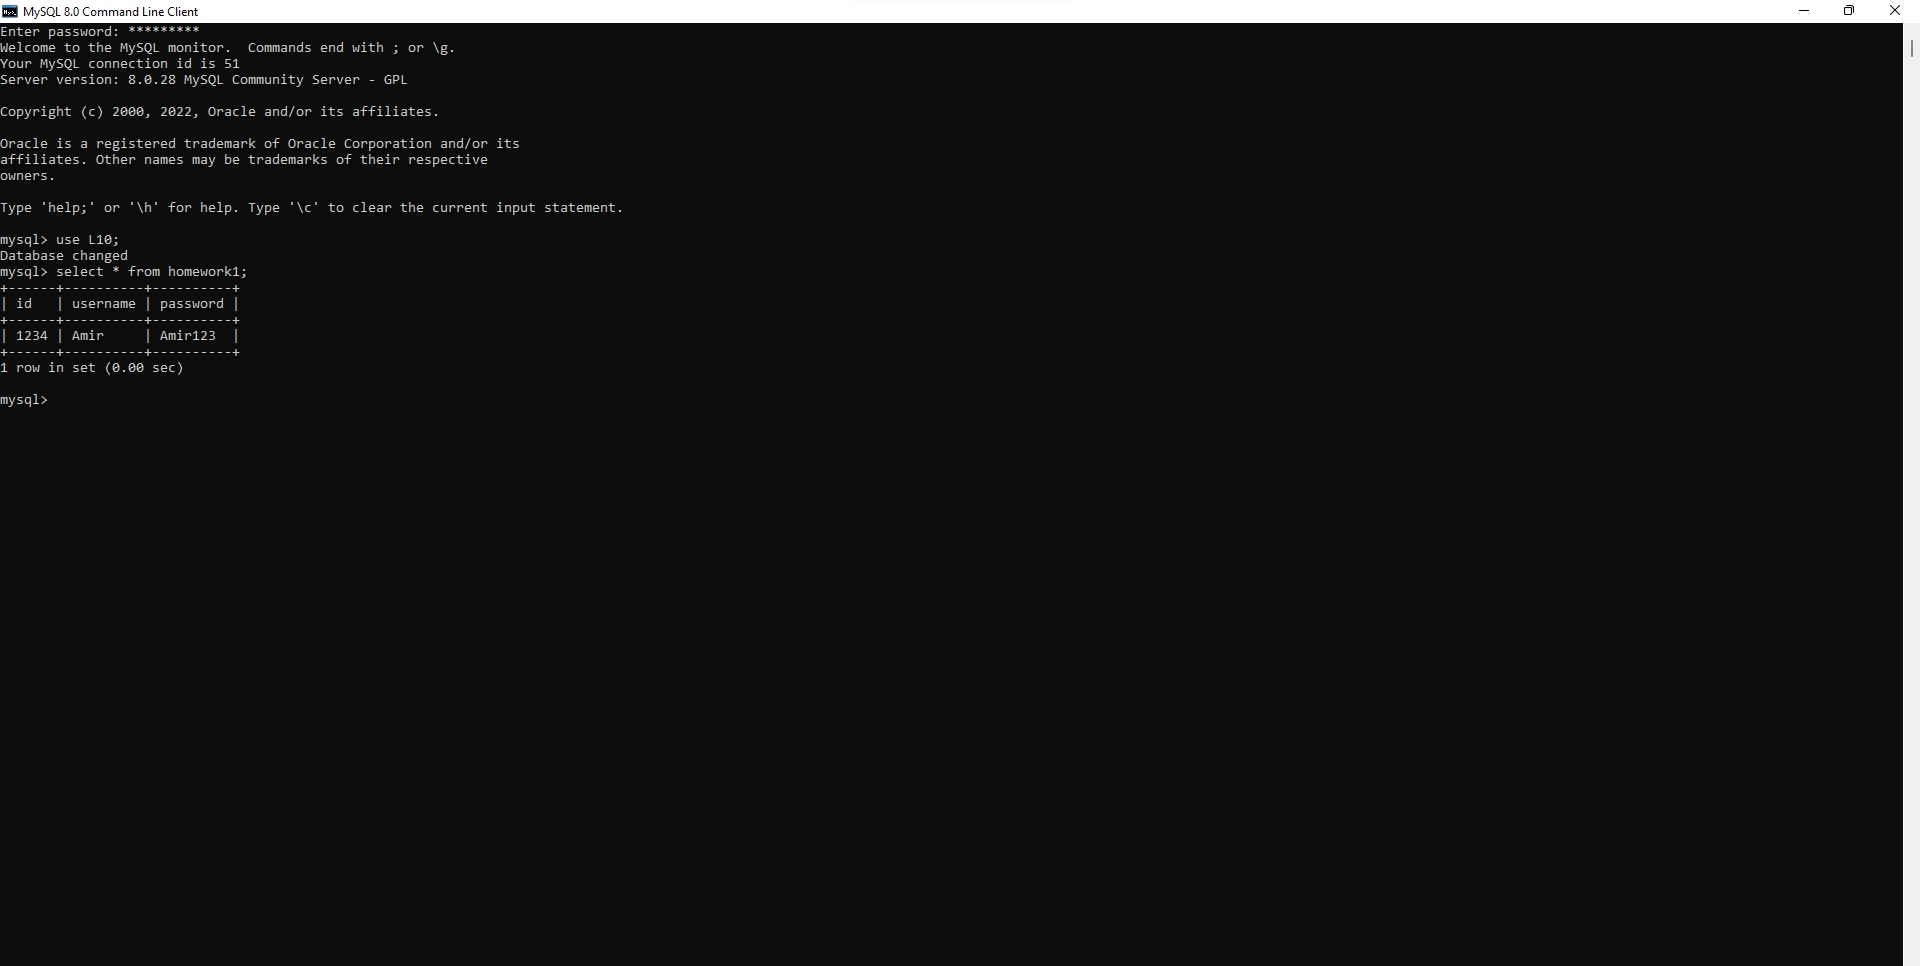 MySQL 8.0 Command Line Client
Enter password: *********
Welcome to the MySQL monitor.  Commands end with ; or \g.
Your MySQL connection id is 51
Server version: 8.0.28 MySQL Community Server - GPL
Copyright (c) 2000, 2022, Oracle and/or its affiliates.
Oracle is a registered trademark of Oracle Corporation and/or its
affiliates. Other names may be trademarks of their respective
owners.
Type 'help;' or '\h' for help. Type '\c' to clear the current input statement.
mysql> use L10;
Database changed
mysql> select * from homework1;
+------+----------+----------+
| id   | username | password |
+------+----------+----------+
| 1234 | Amir     | Amir123  |
+------+----------+----------+
1 row in set (0.00 sec)
mysql>